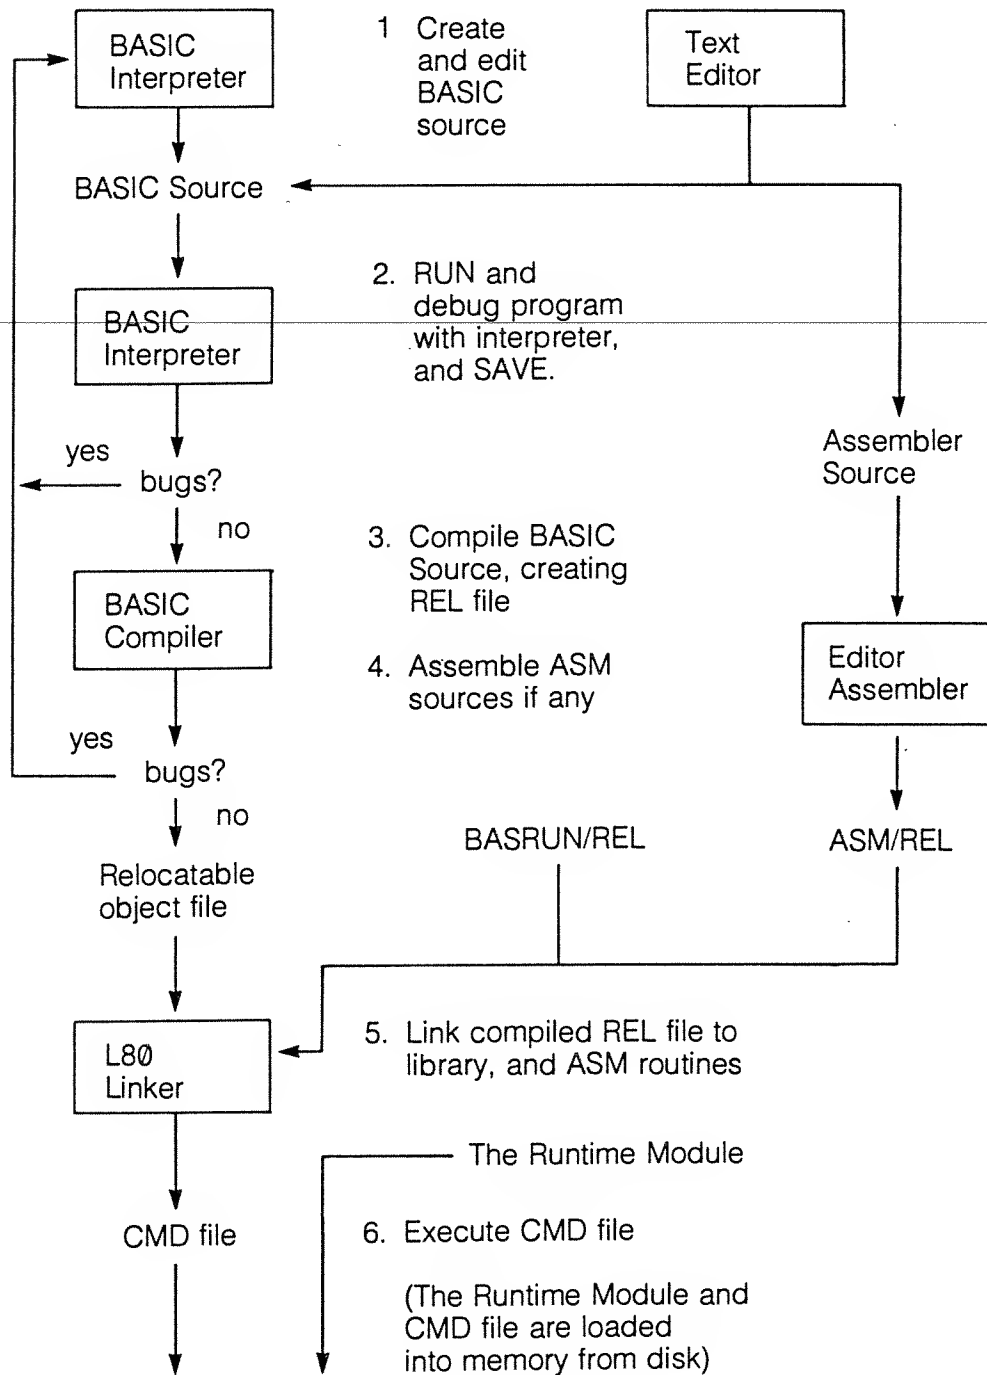 BASIC
Interpreter
1 Create
and edit
BASIC
source
Text
Editor
BASIC Source
BASIC
Interpreter
2. RUN and
debug program
with interpreter,
and SAVE.
yes
bugs?
no
Assembler
Source
BASIC
Compiler
3. Compile BASIC
Source, creating
REL file
4. Assemble ASM
sources if any
Editor
Assembler
yes
bugs?
no
Relocatable
object file
BASRUN/REL
ASM/REL
L80
Linker
5. Link compiled REL file to
library, and ASM routines
The Runtime Module
CMD file
6. Execute CMD file
(The Runtime Module and
CMD file are loaded
into memory from disk)